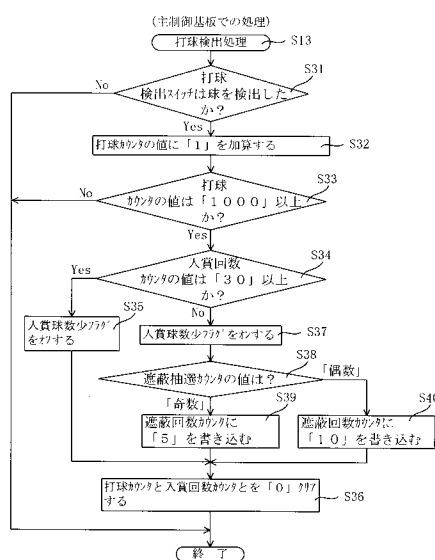 (主制御基板での処理)
打球検出処理
S13
打球
検出スイッチは球を検出した
か?
S31
No
Yes
打球カウンタの値に「1」を加算する
S32
打球
カウンタの値は「1000」以上
か?
S33
No
Yes
入賞回数
カウンタの値は「30」以上
か?
S34
Yes
No
S35
入賞球数少フラグ
をオフする
入賞球数少フラグをオンする
S37
遮蔽抽選カウンタの値は?
S38
「偶数」
「奇数」
S39
遮蔽回数カウンタに
「5」を書き込む
S40
遮蔽回数カウンタに
「10」を書き込む
打球カウンタと入賞回数カウンタとを「0」クリア
する
S36
終 了